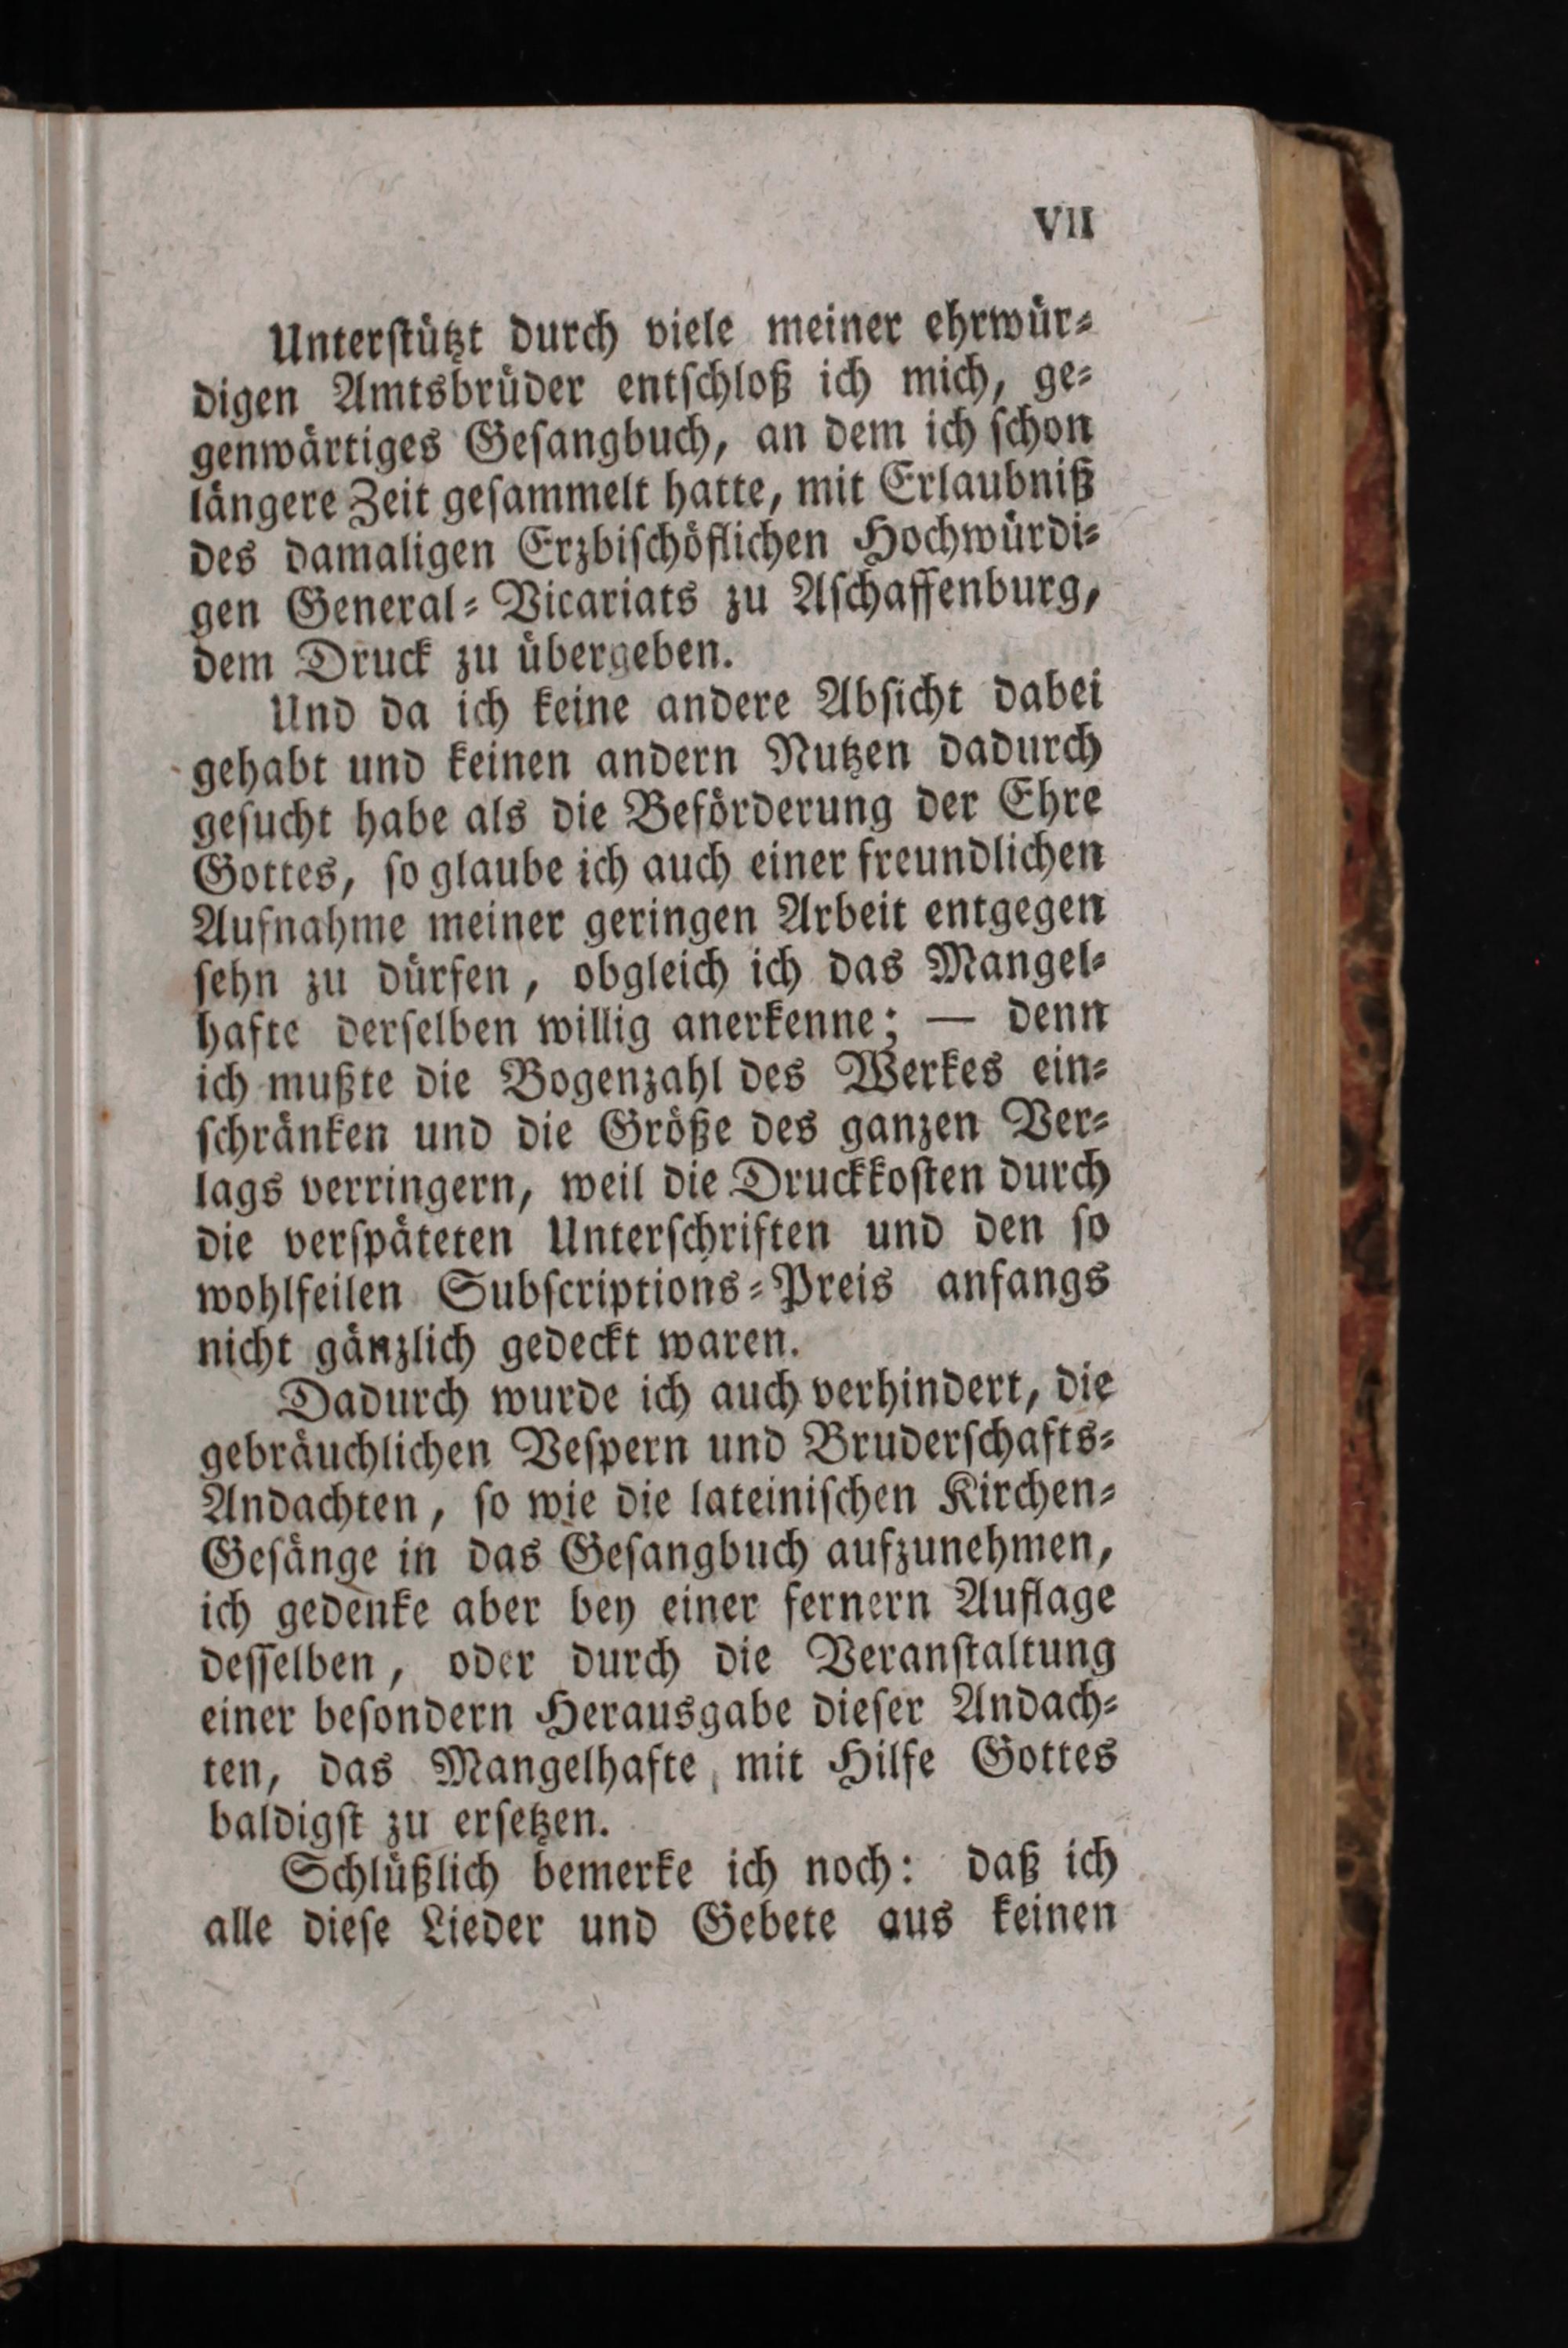 VII
Unterſtützt durch viele meiner ehrwür⸗
digen Amtsbrüder entſchloß ich mich, ge⸗
genwärtiges Geſangbuch, an dem ich ſchon
längere Zeit geſammelt hatte, mit Erlaubniß
des damaligen Erzbiſchöflichen Hochwürdi⸗
gen General⸗Vicariats zu Aſchaffenburg,
dem Druck zu übergeben.
Und da ich keine andere Abſicht dabei
gehabt und keinen andern Nutzen dadurch
geſucht habe als die Beförderung der Ehre
Gottes, ſo glaube ich auch einer freundlichen
Aufnahme meiner geringen Arbeit entgegen
ſehn zu dürfen, obgleich ich das Mangel⸗
hafte derſelben willig anerkenne; — denn
ich mußte die Bogenzahl des Werkes ein⸗
ſchränken und die Größe des ganzen Ver⸗
lags verringern, weil die Druckkoſten durch
die verſpäteten Unterſchriften und den ſo
wohlfeilen Subſcriptions⸗Preis anfangs
nicht gänzlich gedeckt waren.
Dadurch wurde ich auch verhindert, die
gebräuchlichen Veſpern und Bruderſchafts⸗
Andachten, ſo wie die lateiniſchen Kirchen⸗
Geſänge in das Geſangbuch aufzunehmen,
ich gedenke aber bey einer fernern Auflage
deſſelben, oder durch die Veranſtaltung
einer beſondern Herausgabe dieſer Andach⸗
ten, das Mangelhafte, mit Hilfe Gottes
baldigſt zu erſetzen.
Schlüßlich bemerke ich noch: daß ich
alle dieſe Lieder und Gebete aus keinen